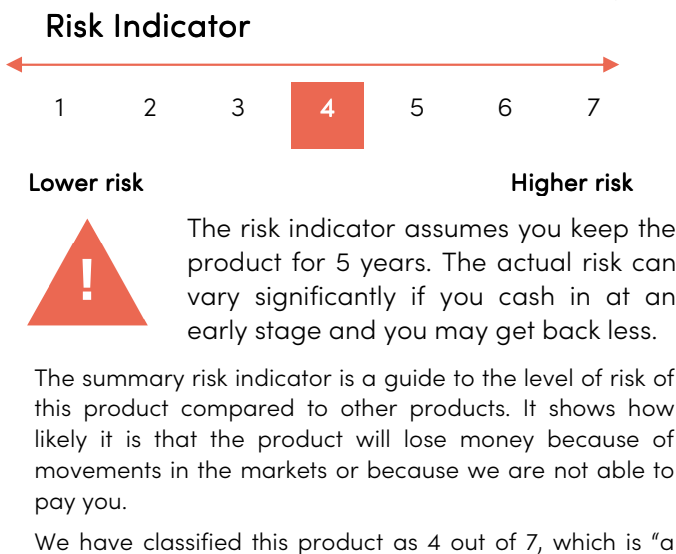 Risk Indicator
1 2 3 4 5 6 7
Lower risk Higher risk
!
The risk indicator assumes you keep the
product for 5 years. The actual risk can
vary significantly if you cash in at an
early stage and you may get back less.
The summary risk indicator is a guide to the level of risk of
this product compared to other products. It shows how
likely it is that the product will lose money because of
movements in the markets or because we are not able to
pay you.
We have classified this product as 4 out of 7, which is “a